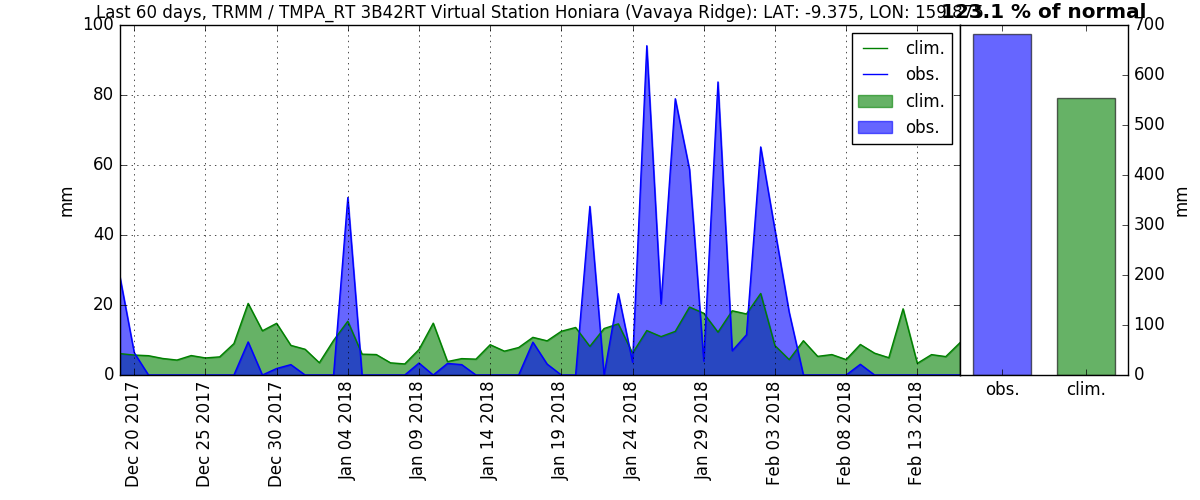 Last 60 days, TRMM / TMPA_RT 3B42RT Virtual Station Honiara (Vavaya Ridge): LAT: -9.375, LON:
123.1 % of normal
100
80
60
40
20
0
mm
clim.
obs.
clim.
obs.
700
600
500
400
300
200
100
0
mm
obs.
clim.
Dec 20 2017
Dec 25 2017
Dec 30 2017
Jan 04 2018
Jan 09 2018
Jan 14 2018
Jan 19 2018
Jan 24 2018
Jan 29 2018
Feb 03 2018
Feb 08 2018
Feb 13 2018